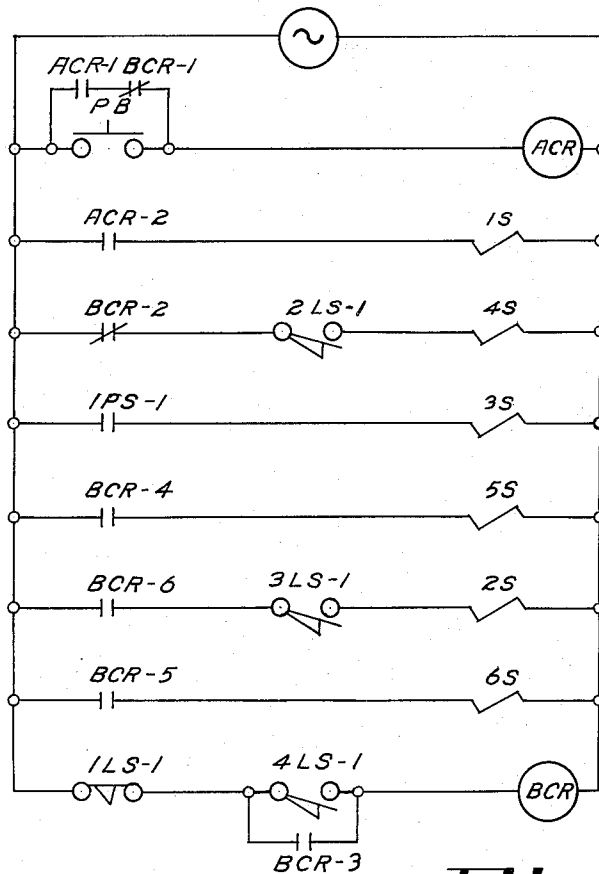 ACR-1 BCR-1
PB
ACR
ACR-2 1S
BCR-2 2LS-1 4S
1PS-1 3S
BCR-4 5S
BCR-6 3LS-1 2S
BCR-5 6S
1LS-1 4LS-1
BCR
BCR-3